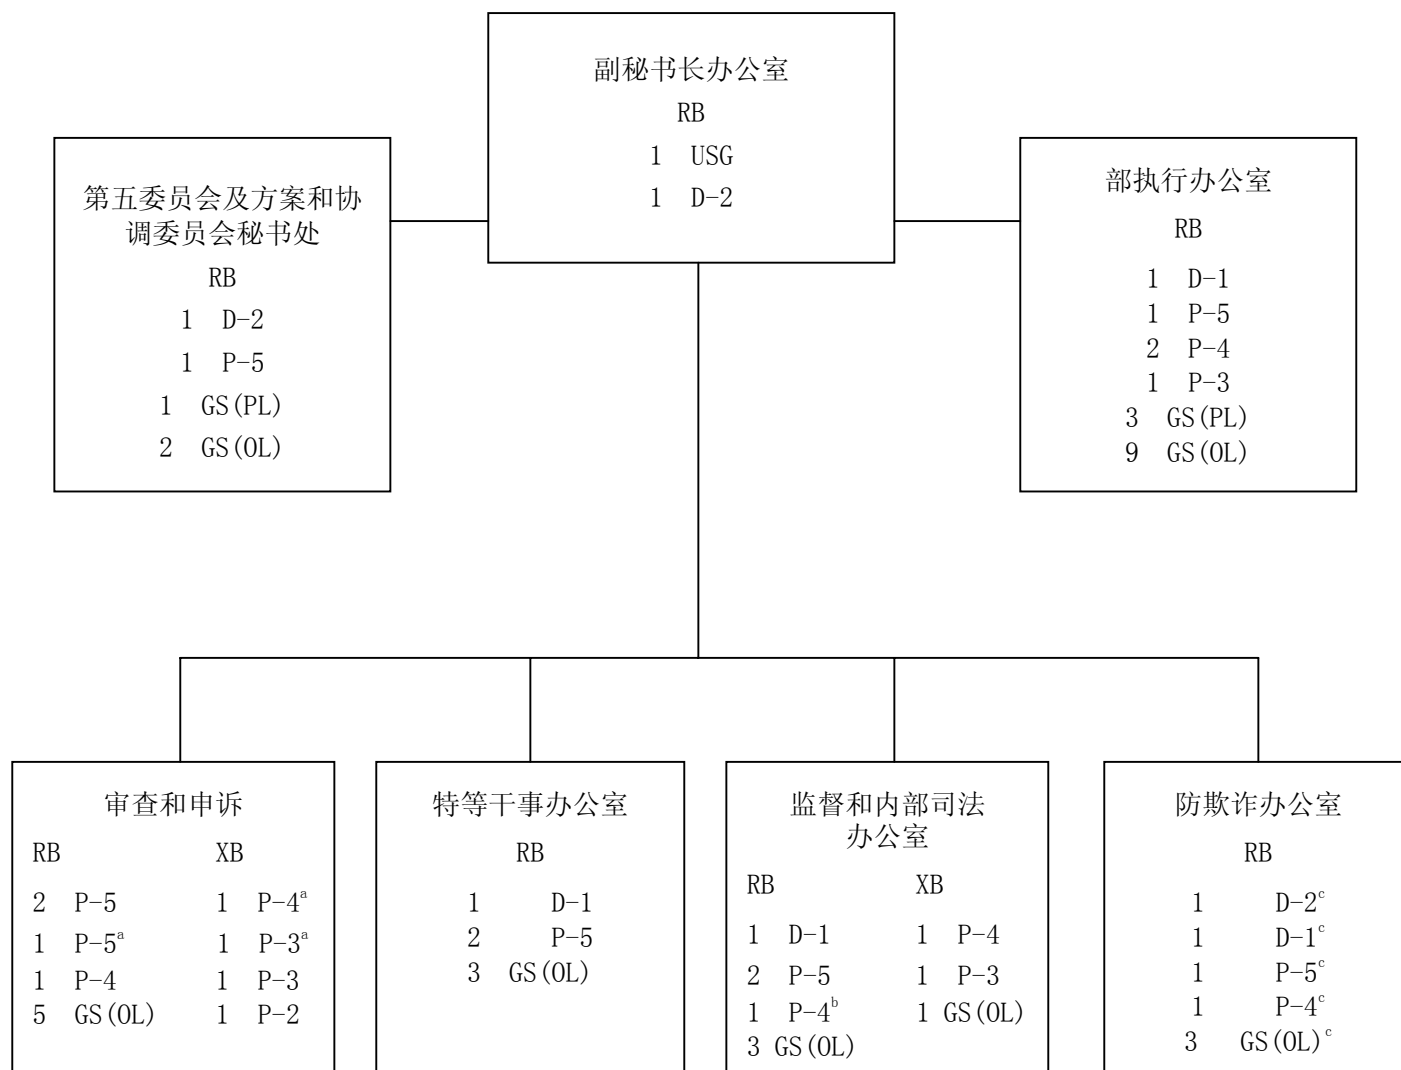 副秘书长办公室
RB
1 USG
1 D-2
第五委员会及方案和协
调委员会秘书处
RB
1 D-2
1 P-5
1 GS(PL)
2 GS(OL)
部执行办公室
RB
1 D-1
1 P-5
2 P-4
1 P-3
3 GS(PL)
9 GS(OL)
审查和申诉
RB XB
2 P-5 1 P-4ᵃ
1 P-5ᵃ 1 P-3ᵃ
1 P-4 1 P-3
5 GS(OL) 1 P-2
特等干事办公室
RB
1 D-1
2 P-5
3 GS(OL)
监督和内部司法
办公室
RB XB
1 D-1 1 P-4
2 P-5 1 P-3
1 P-4ᵇ 1 GS(OL)
3 GS(OL)
防欺诈办公室
RB
1 D-2ᶜ
1 D-1ᶜ
1 P-5ᶜ
1 P-4ᶜ
3 GS(OL)ᶜ